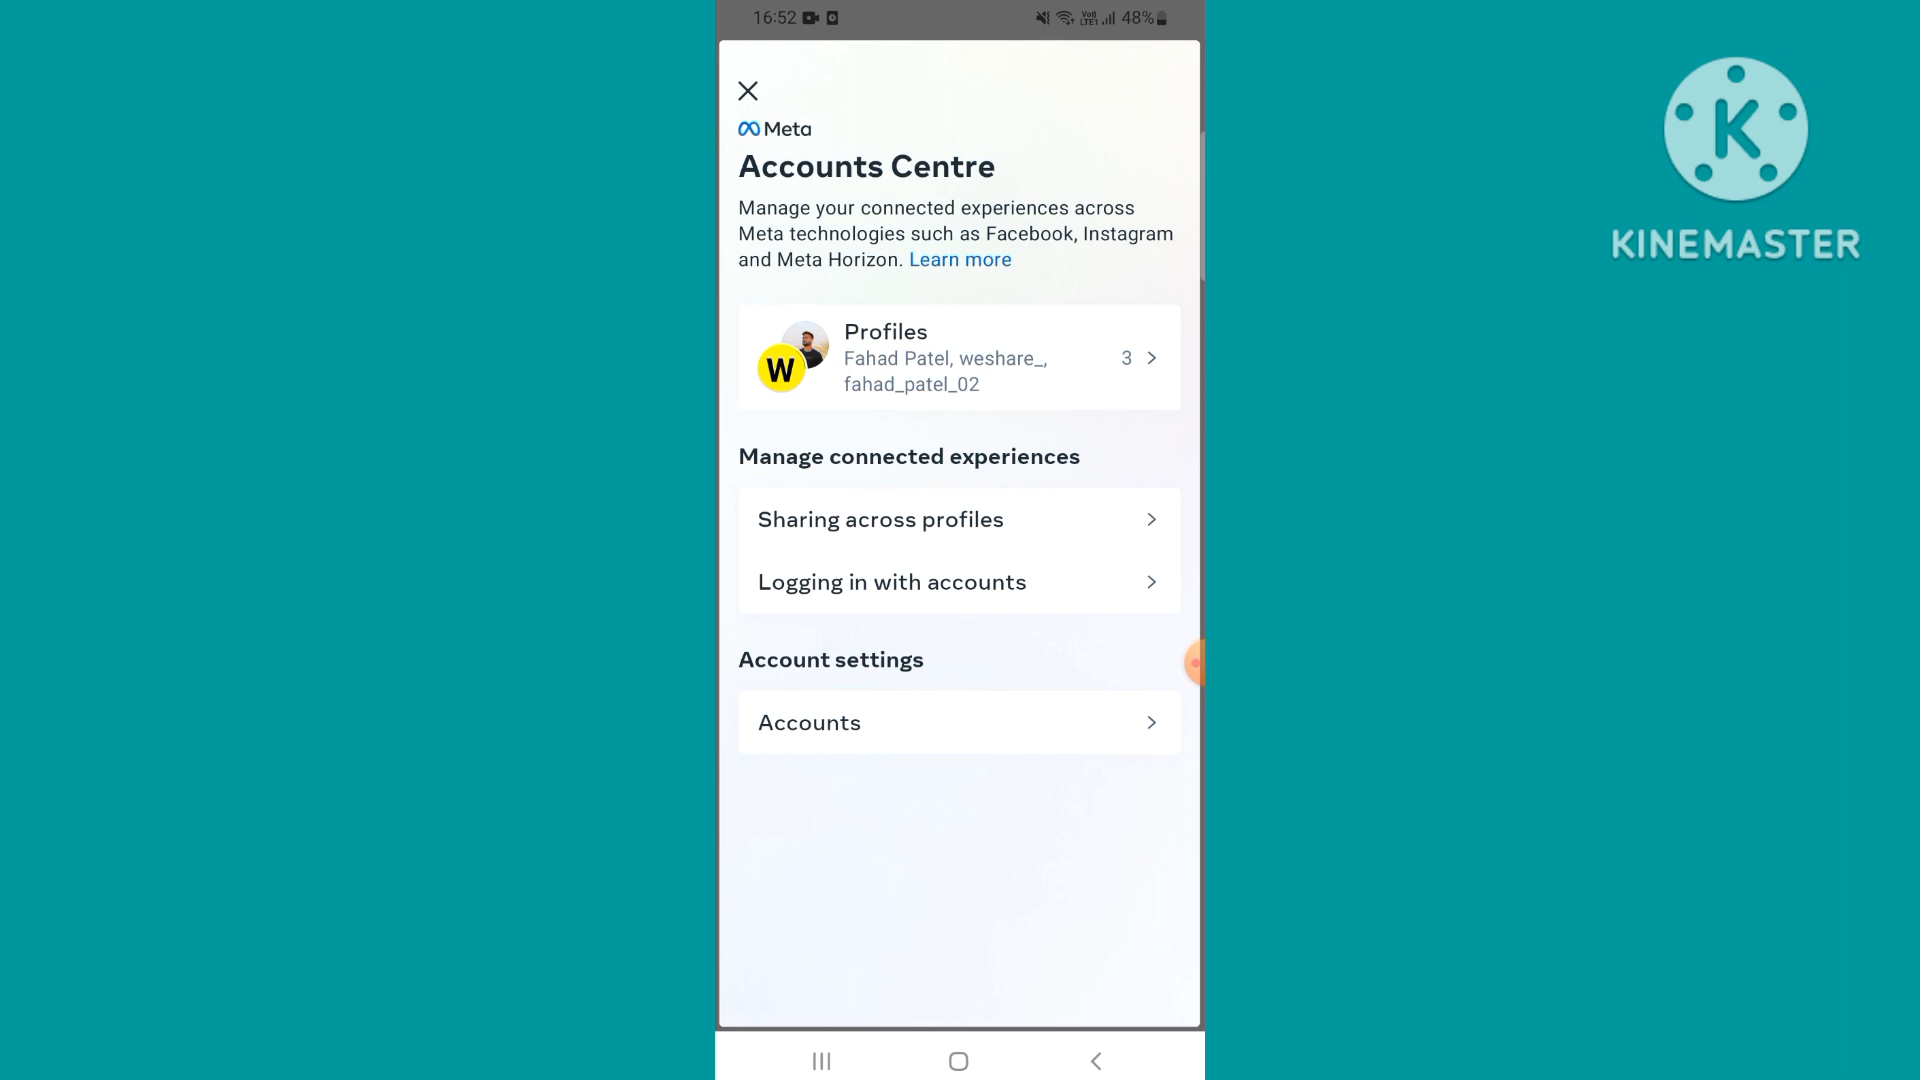 16:52
Vo) LTE1 48%
Meta
Accounts Centre
Manage your connected experiences across
Meta technologies such as Facebook, Instagram
and Meta Horizon. Learn more
W
Profiles
Fahad Patel, weshare_,
fahad_patel_02
3
Manage connected experiences
Sharing across profiles
Logging in with accounts
Account settings
Accounts
K
KINEMASTER